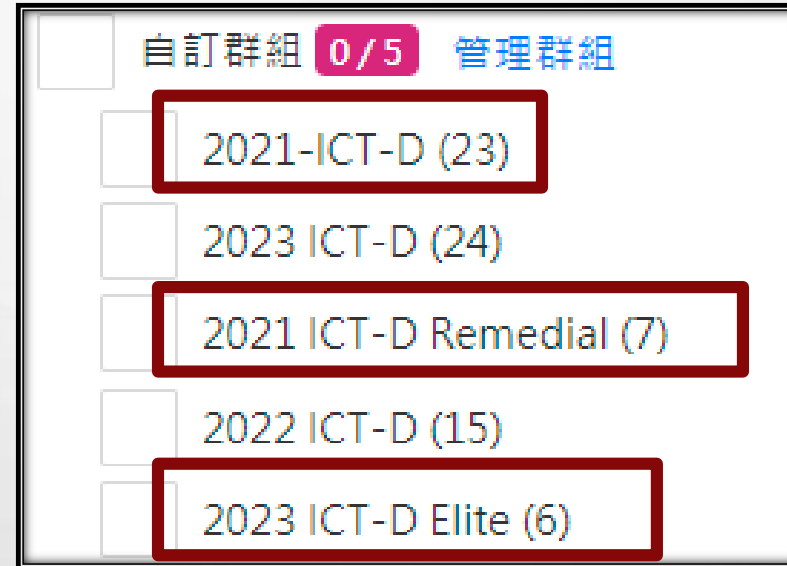 自訂群組 0/5 管理群組
2021-ICT-D (23)
2023 ICT-D (24)
2021 ICT-D Remedial (7)
2022 ICT-D (15)
2023 ICT-D Elite (6)